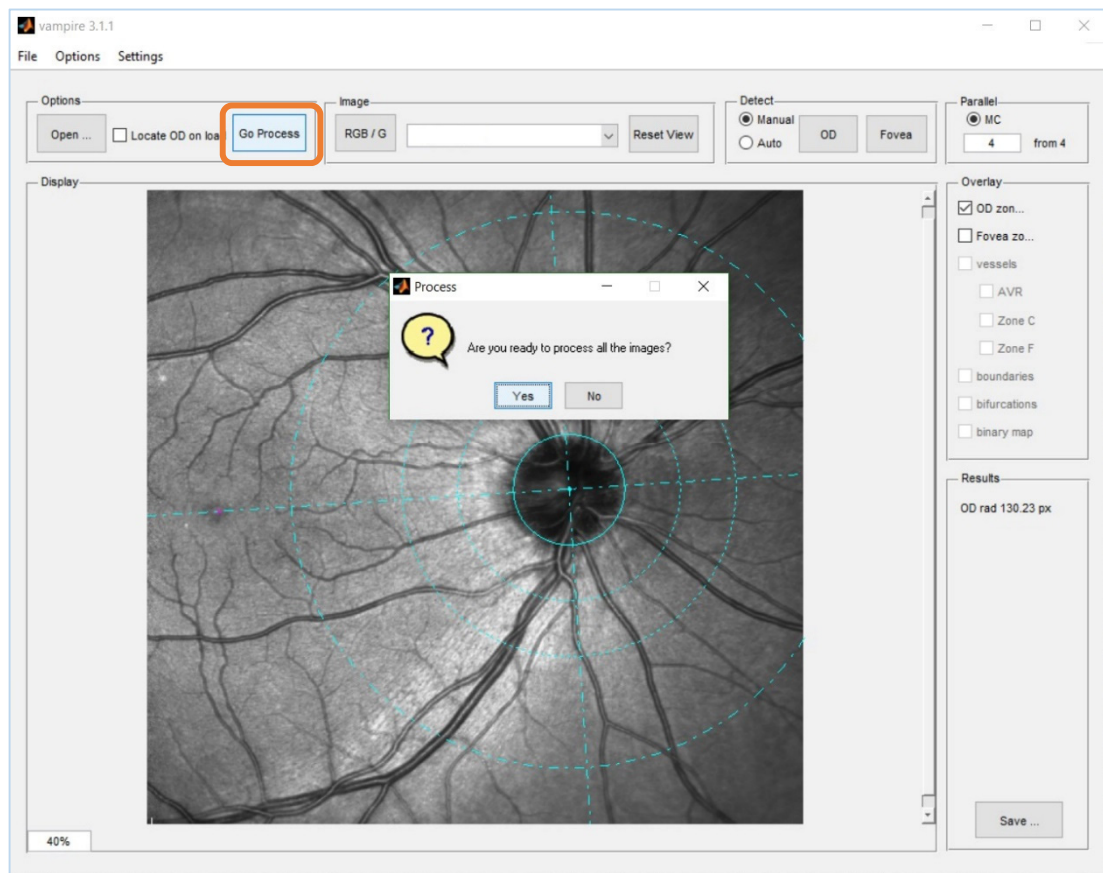 vampire 3.1.1
File Options Settings
Options
Open ...
Locate OD on loa
Go Process
Image
RGB / G
Reset View
Detect
Manual
Auto
OD
Fovea
Parallel
MC
4 from 4
Display
Process
Are you ready to process all the images?
Yes No
40%
Overlay
OD zon...
Fovea zo...
vessels
AVR
Zone C
Zone F
boundaries
bifurcations
binary map
Results
OD rad 130.23 px
Save ...